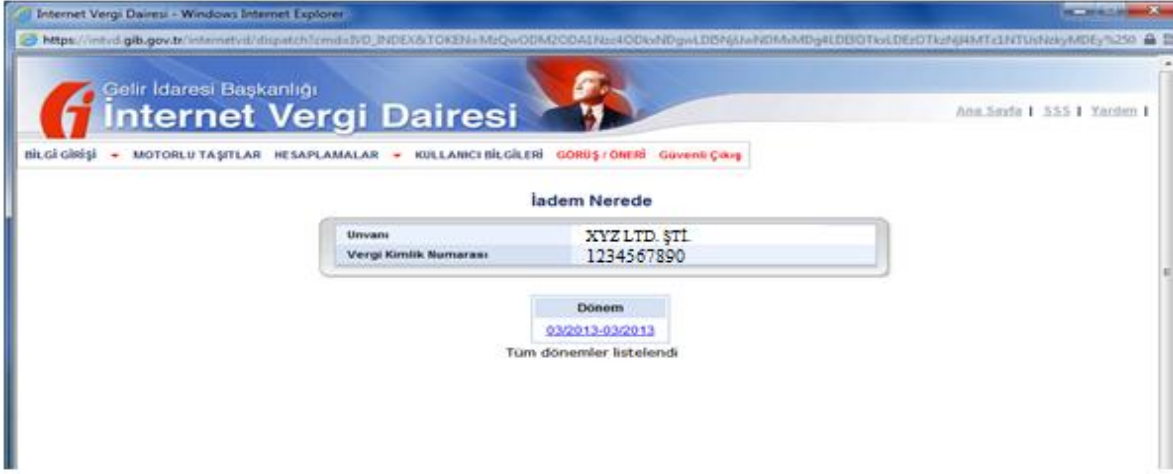 Internet Vergi Dairesi - Windows Internet Explorer
Gelir İdaresi Başkanlığı
İnternet Vergi Dairesi
Ana Sayfa | SSS | Yardım |
BİLGİ GİRİŞİ MOTORLU TAŞITLAR HESAPLAMALAR KULLANICI BİLGİLERİ GÖRÜŞ / ÖNERİ Güvenli Çıkış
İadem Nerede
Unvanı XYZ LTD. ŞTİ.
Vergi Kimlik Numarası 1234567890
Dönem
03/2013-03/2013
Tüm dönemler listelendi